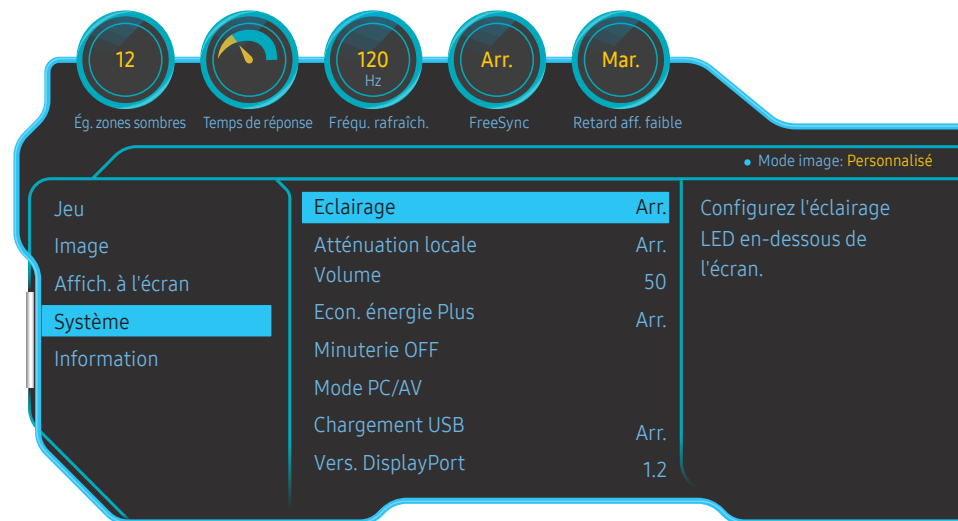 12
120
Hz
Arr.
Mar.
Ég. zones sombres
Temps de réponse
Fréqu. rafraîch.
FreeSync
Retard aff. faible
• Mode image: Personnalisé
Jeu
Image
Affich. à l'écran
Système
Information
Eclairage Arr.
Atténuation locale Arr.
Volume 50
Econ. énergie Plus Arr.
Minuterie OFF
Mode PC/AV
Chargement USB Arr.
Vers. DisplayPort 1.2
Configurez l'éclairage
LED en-dessous de
l'écran.